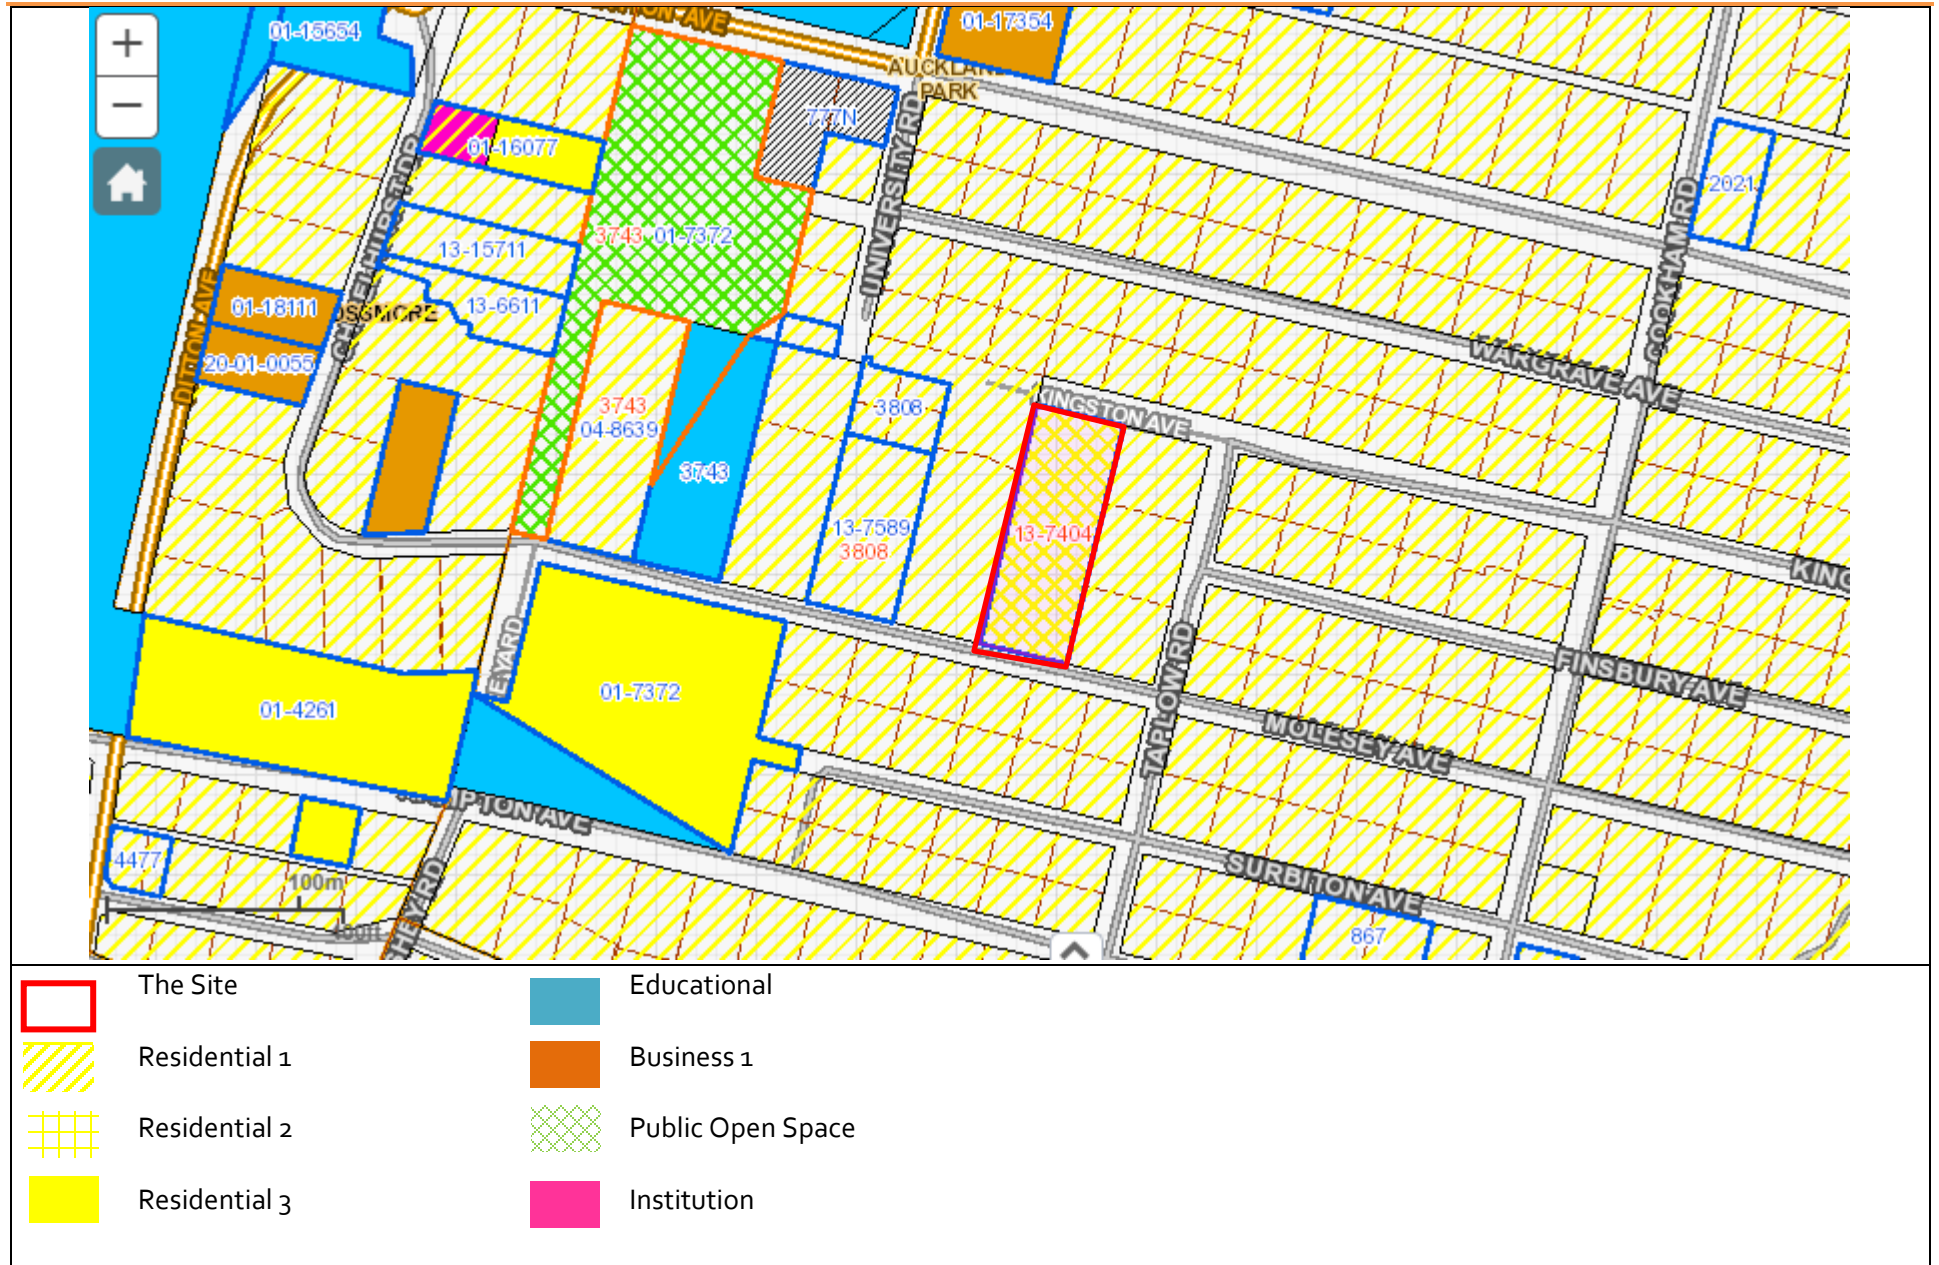 01-15654
01-17354
AUCKLAN
PARK
01-16077
777N
UNIVERSITY RD
2021
COOKHAM RD
3743 01-7372
13-15711
01-18111
13-6611
20-01-0055
DITTON AVE
WARGRAVE AVE
3743
04-8639
3808
KINGSTON AVE
3743
13-7589
3808
13-7404
KING
01-7372
01-4261
TAPLOW RD
FINSBURY AVE
MOLESEY AVE
4477
100m
SURBITON AVE
867
The Site
Educational
Residential 1
Business 1
Residential 2
Public Open Space
Residential 3
Institution